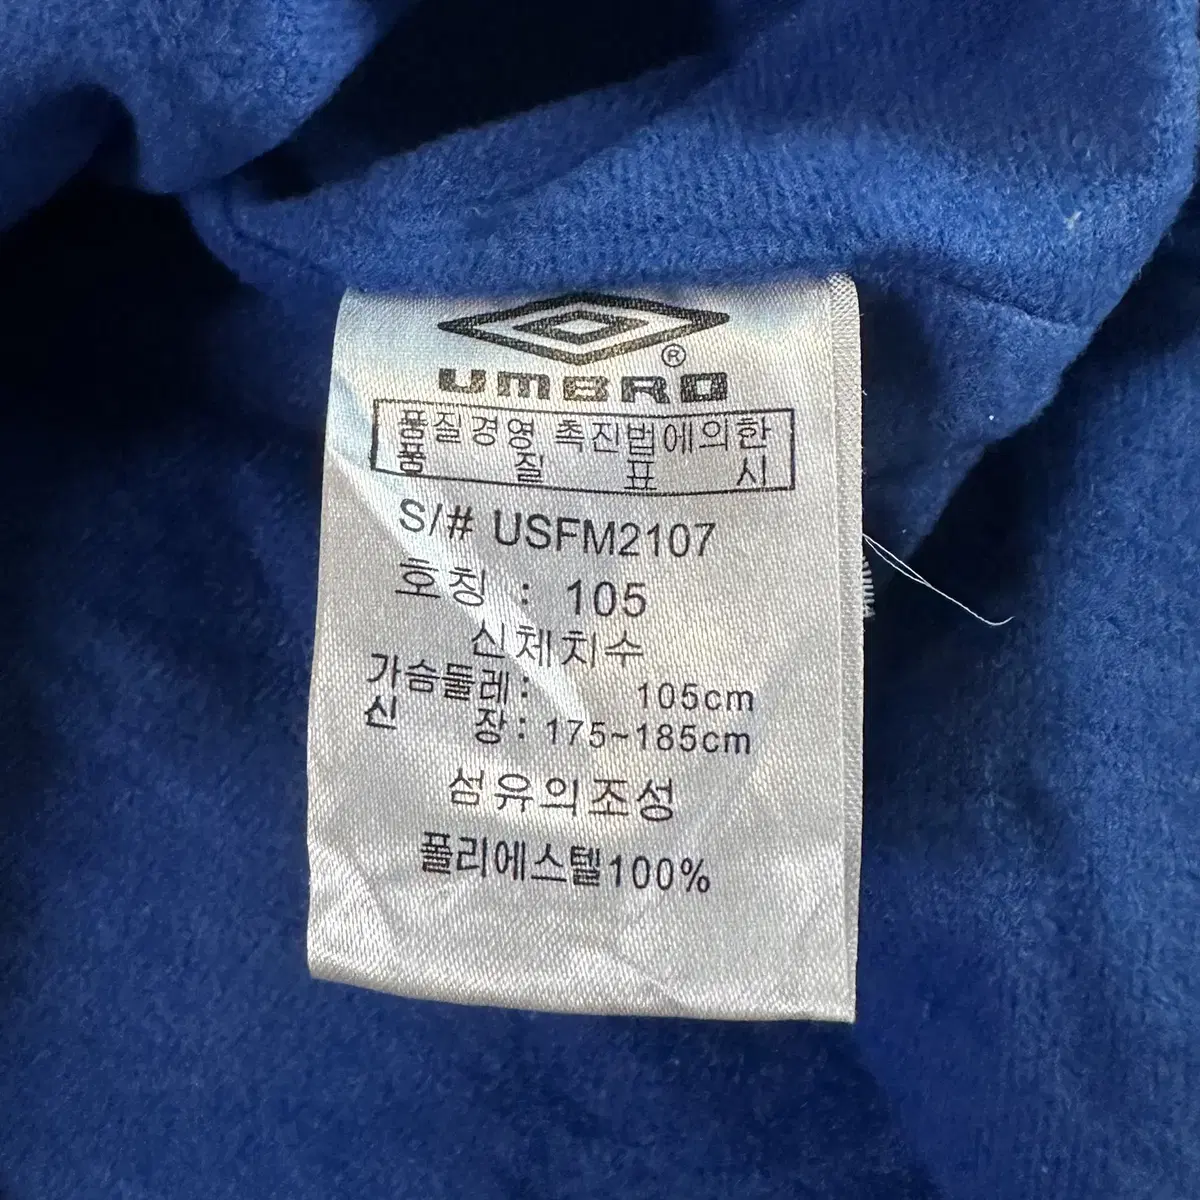 UMBRO®
품질경영 촉진법에의한
품 질 표 시
S/# USFM2107
호칭 : 105
신체치수
가슴둘레: 105cm
신 장: 175~185cm
섬유의조성
폴리에스텔100%